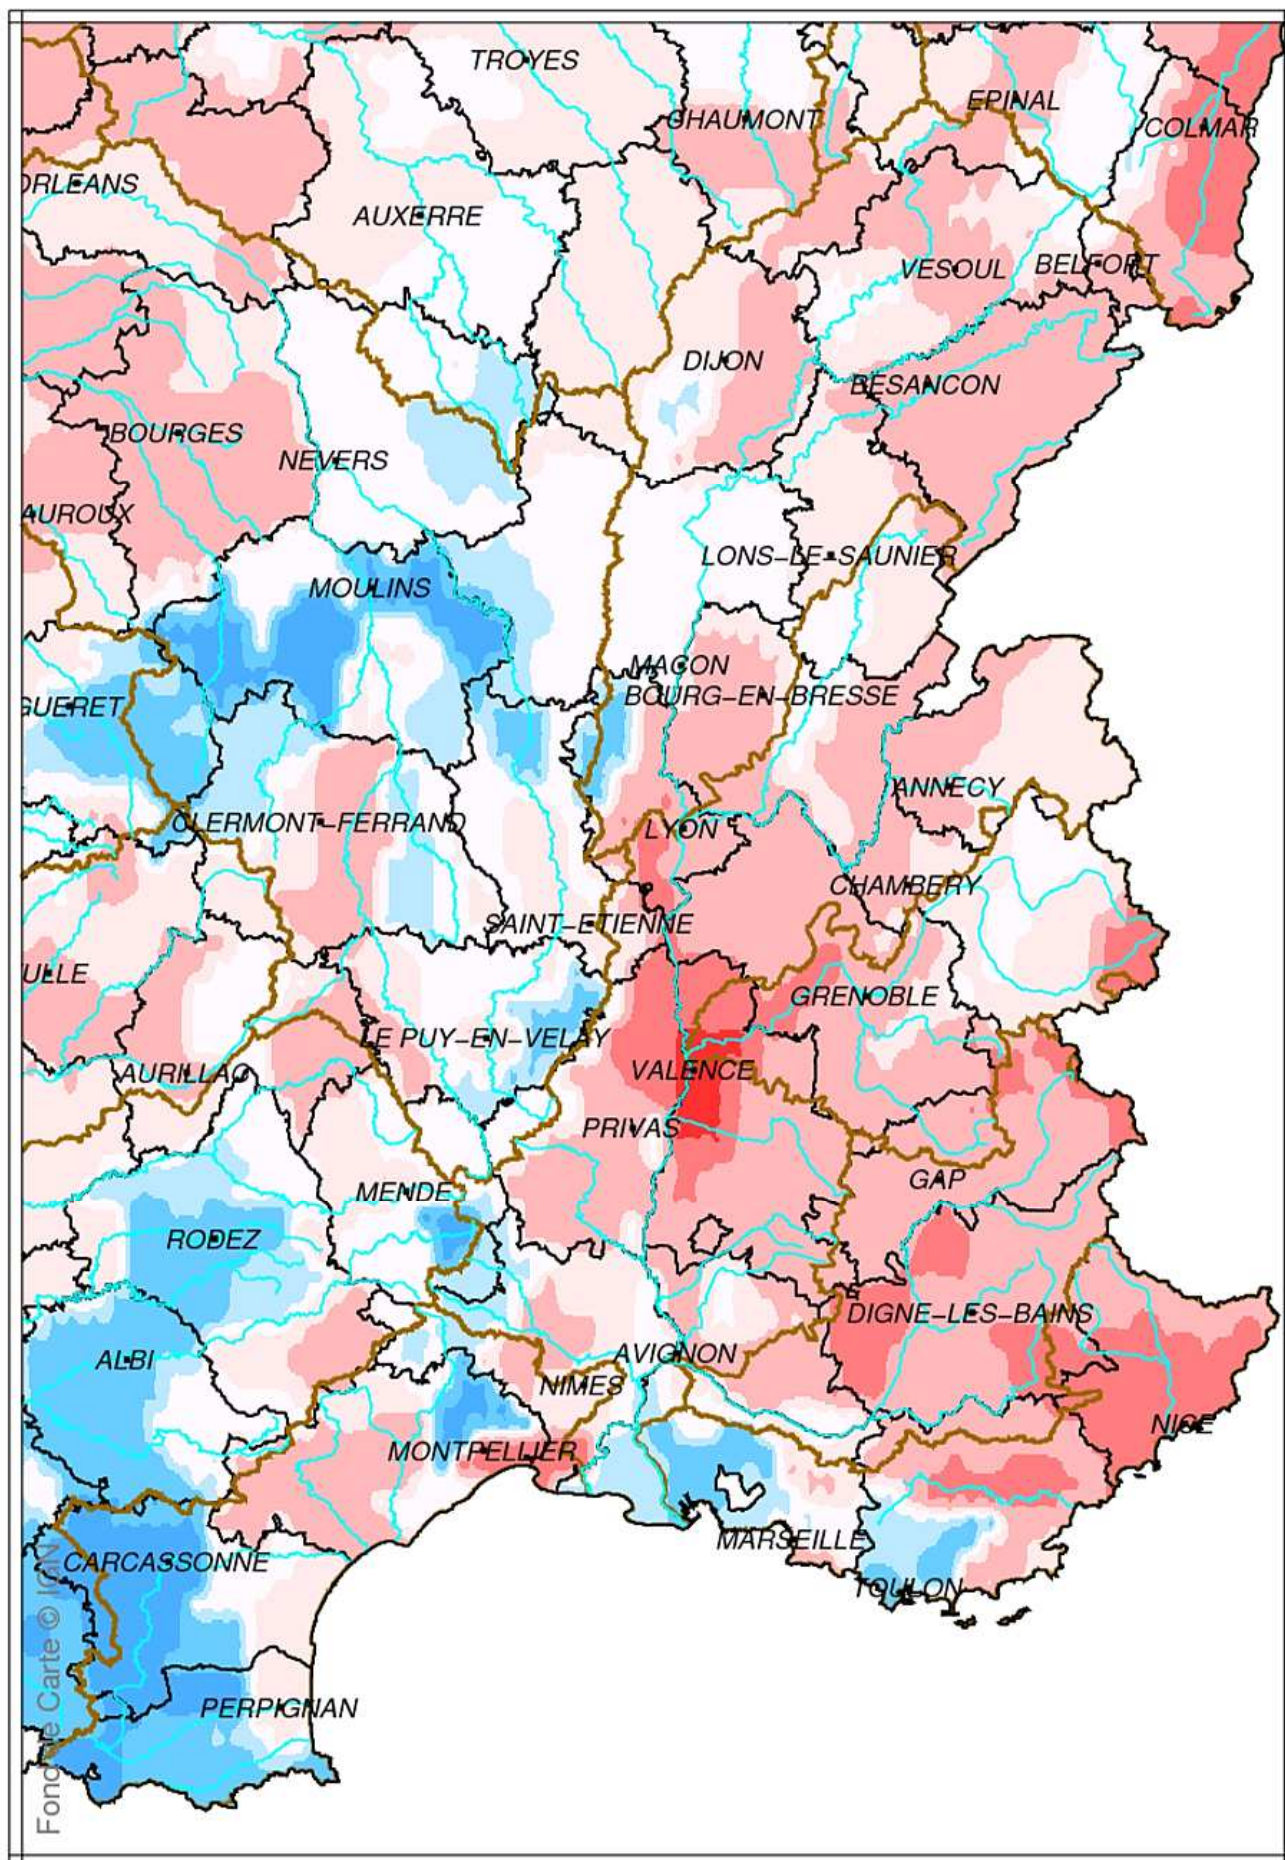 TROYES
EPINAL
CHAUMONT
COLMAR
ORLEANS
AUXERRE
VESOUL
BELFORT
DIJON
BESANCON
BOURGES
NEVERS
AUROUX
LONS-LE-SAUNIER
MOULINS
MACON
BOURG-EN-BRESSE
GUERET
ANNECY
CLERMONT-FERRAND
LYON
CHAMBERY
SAINT-ETIENNE
ULLE
GRENOBLE
LE PUY-EN-VELAY
VALENCE
AURILLAC
PRIVAS
GAP
MENDE
RODEZ
DIGNE-LES-BAINS
ALBI
AVIGNON
NIMES
NICE
MONTPELLIER
MARSEILLE
CARCASSONNE
TOULON
PERPIGNAN
Fond de Carte © IGN